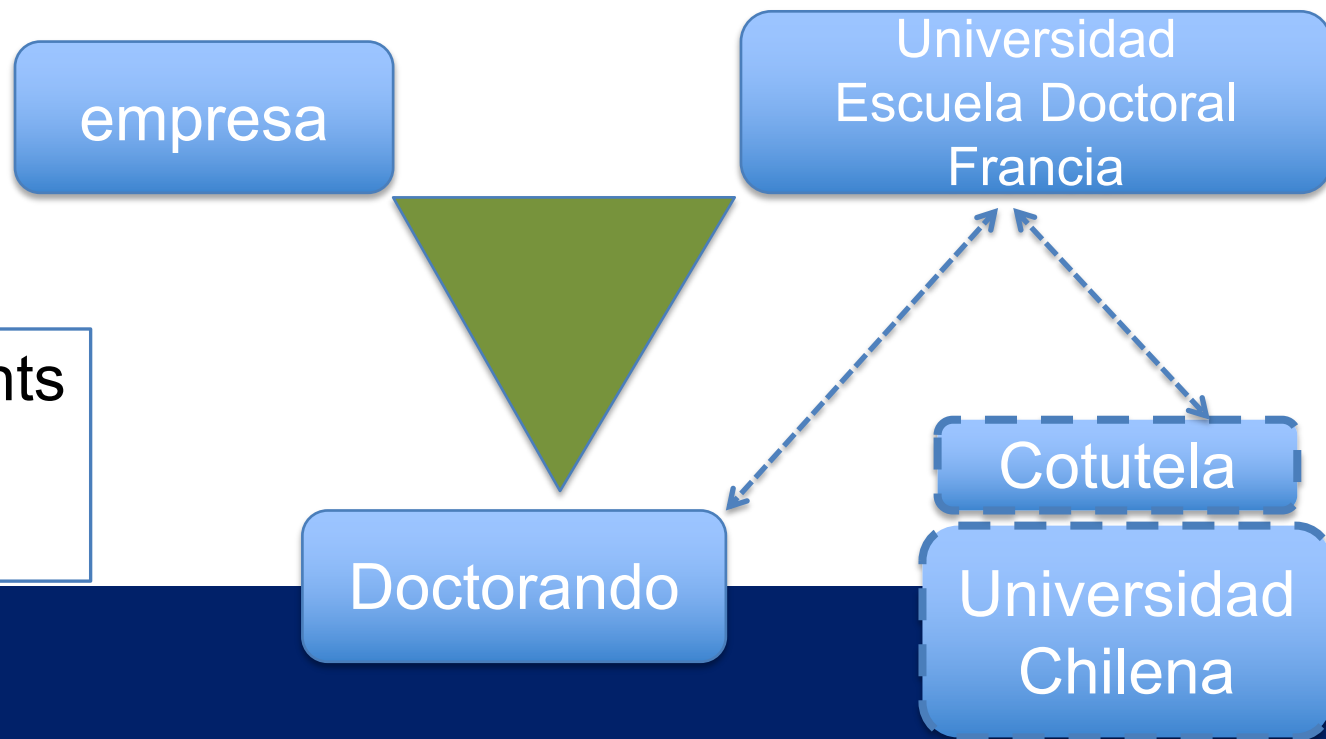 empresa
Universidad
Escuela Doctoral
Francia
Cotutela
Doctorando
Universidad
Chilena